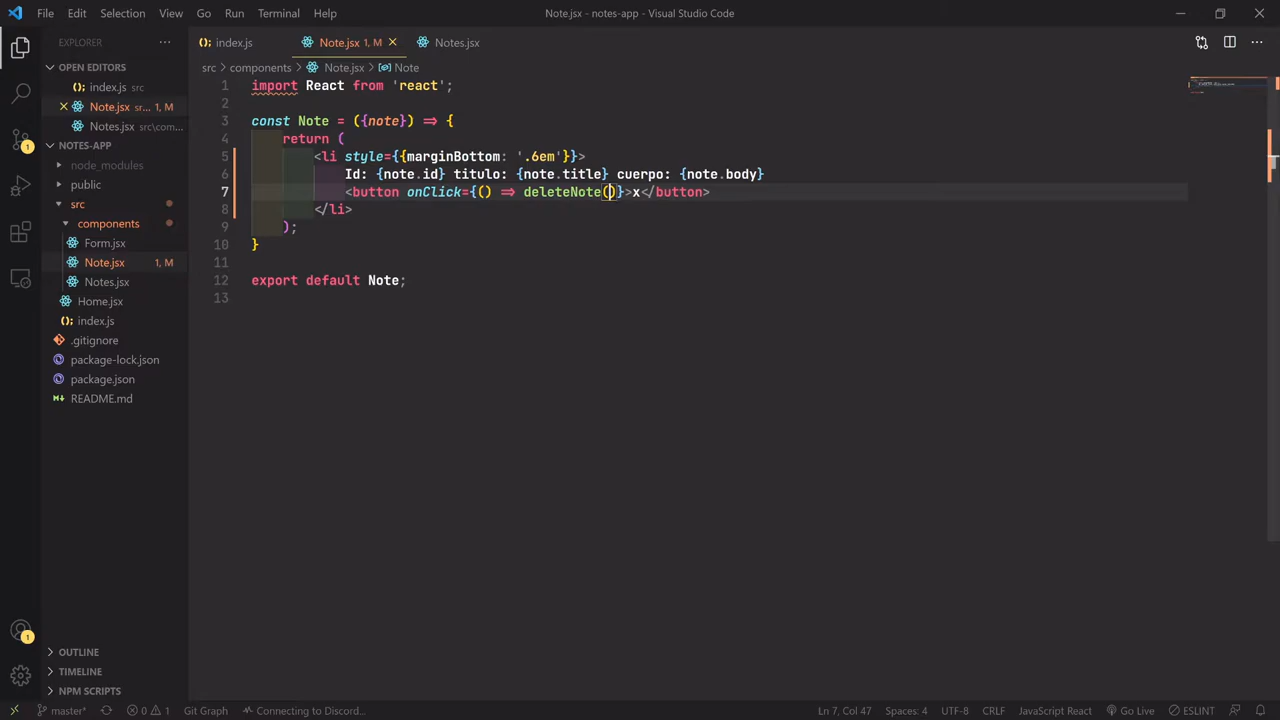 File Edit Selection View Go Run Terminal Help
Note.jsx - notes-app - Visual Studio Code
EXPLORER
index.js
Note.jsx 1, M
Notes.jsx
OPEN EDITORS
src > components > Note.jsx > Note
index.js src
Note.jsx sr... 1, M
Notes.jsx src\com...
NOTES-APP
node_modules
public
src
components
Form.jsx
Note.jsx 1, M
Notes.jsx
Home.jsx
index.js
.gitignore
package-lock.json
package.json
README.md
OUTLINE
TIMELINE
NPM SCRIPTS
1 import React from 'react';
2
3 const Note = ({note}) => {
4 return (
5 <li style={{marginBottom: '.6em'}}>
6 Id: {note.id} titulo: {note.title} cuerpo: {note.body}
7 <button onClick={() => deleteNote()}>x</button>
8 </li>
9 );
10 }
11
12 export default Note;
13
1
1
master* 0 1 Git Graph Connecting to Discord... Ln 7, Col 47 Spaces: 4 UTF-8 CRLF JavaScript React Go Live ESLINT